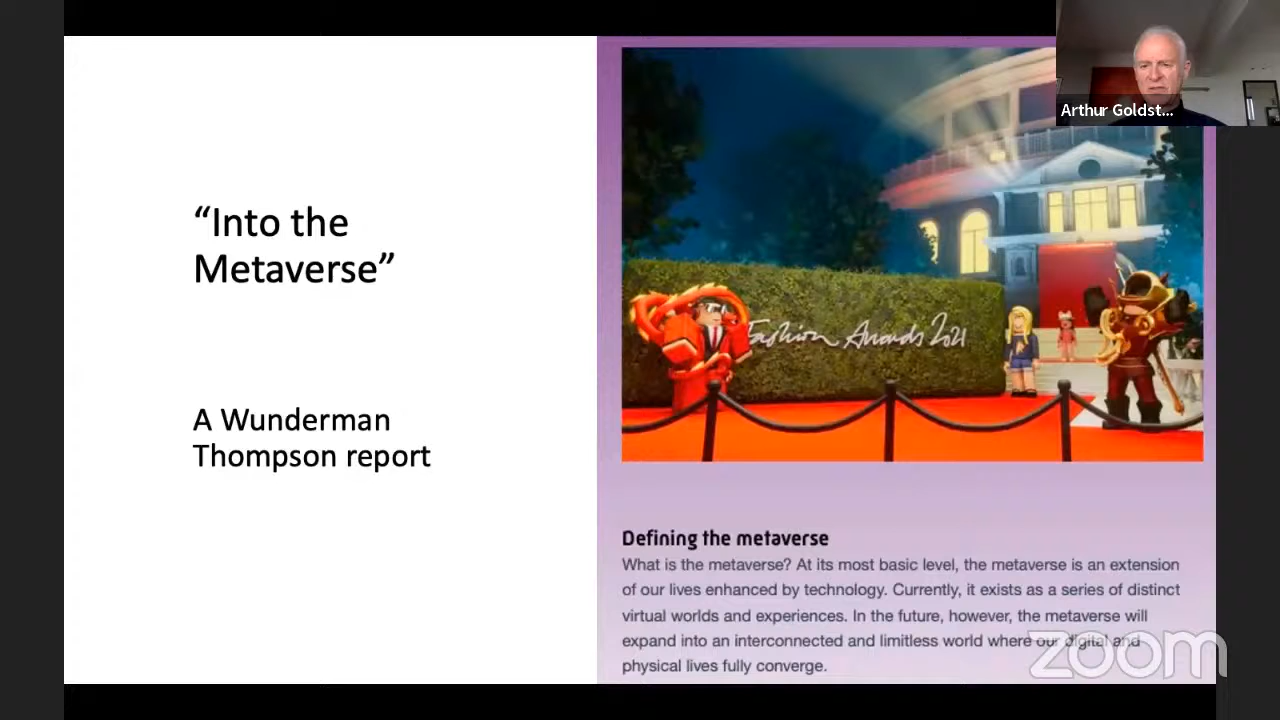 Arthur Goldst...
“Into the
Metaverse”
A Wunderman
Thompson report
Fashion Awards 2021
Defining the metaverse
What is the metaverse? At its most basic level, the metaverse is an extension
of our lives enhanced by technology. Currently, it exists as a series of distinct
virtual worlds and experiences. In the future, however, the metaverse will
expand into an interconnected and limitless world where our digital and
physical lives fully converge.
zoom